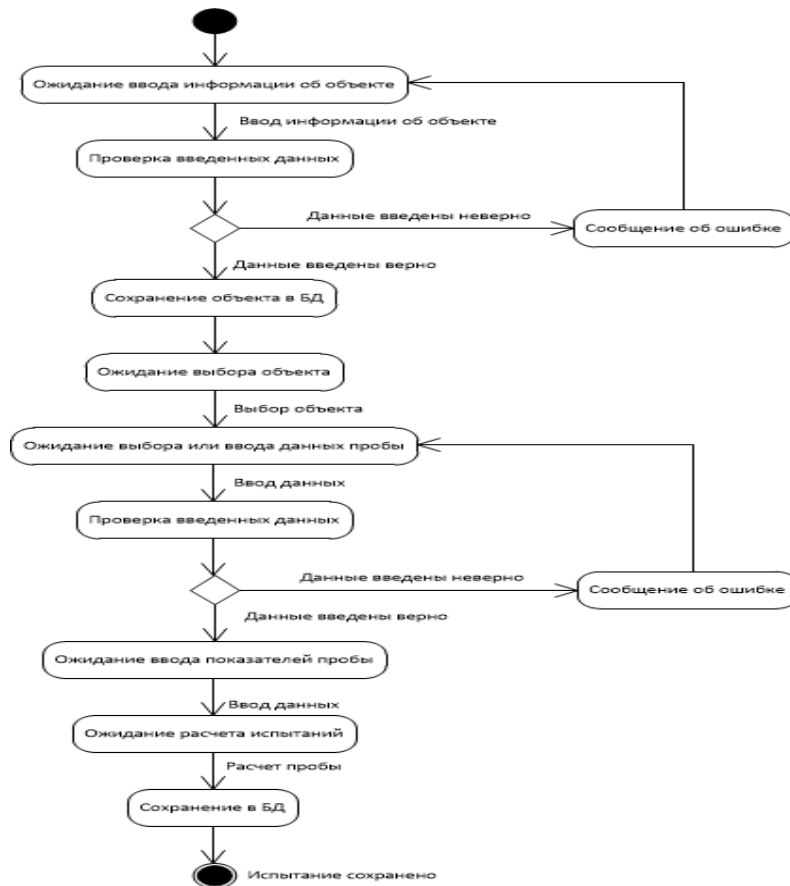 Ожидание ввода информации об объекте
Ввод информации об объекте
Проверка введенных данных
Данные введены неверно
Сообщение об ошибке
Данные введены верно
Сохранение объекта в БД
Ожидание выбора объекта
Выбор объекта
Ожидание выбора или ввода данных пробы
Ввод данных
Проверка введенных данных
Данные введены неверно
Сообщение об ошибке
Данные введены верно
Ожидание ввода показателей пробы
Ввод данных
Ожидание расчета испытаний
Расчет пробы
Сохранение в БД
Испытание сохранено